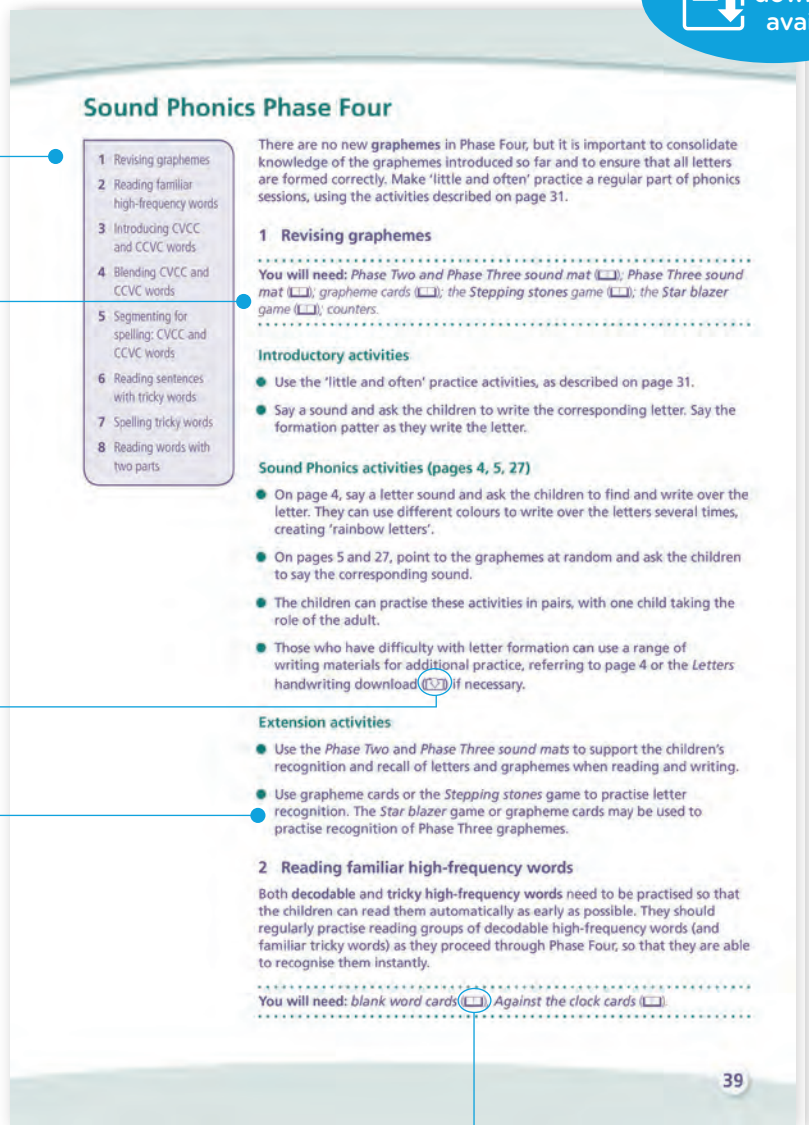 Sound Phonics Phase Four
1 Revising graphemes
2 Reading familiar
high-frequency words
3 Introducing CVCC
and CCVC words
4 Blending CVCC and
CCVC words
5 Segmenting for
spelling: CVCC and
CCVC words
6 Reading sentences
with tricky words
7 Spelling tricky words
8 Reading words with
two parts
There are no new graphemes in Phase Four, but it is important to consolidate
knowledge of the graphemes introduced so far and to ensure that all letters
are formed correctly. Make ‘little and often’ practice a regular part of phonics
sessions, using the activities described on page 31.
1 Revising graphemes
You will need: Phase Two and Phase Three sound mat (); Phase Three sound
mat (); grapheme cards (); the Stepping stones game (); the Star blazer
game (); counters.
Introductory activities
● Use the ‘little and often’ practice activities, as described on page 31.
● Say a sound and ask the children to write the corresponding letter. Say the
formation patter as they write the letter.
Sound Phonics activities (pages 4, 5, 27)
● On page 4, say a letter sound and ask the children to find and write over the
letter. They can use different colours to write over the letters several times,
creating ‘rainbow letters’.
● On pages 5 and 27, point to the graphemes at random and ask the children
to say the corresponding sound.
● The children can practise these activities in pairs, with one child taking the
role of the adult.
● Those who have difficulty with letter formation can use a range of
writing materials for additional practice, referring to page 4 or the Letters
handwriting download () if necessary.
Extension activities
● Use the Phase Two and Phase Three sound mats to support the children’s
recognition and recall of letters and graphemes when reading and writing.
● Use grapheme cards or the Stepping stones game to practise letter
recognition. The Star blazer game or grapheme cards may be used to
practise recognition of Phase Three graphemes.
2 Reading familiar high-frequency words
Both decodable and tricky high-frequency words need to be practised so that
the children can read them automatically as early as possible. They should
regularly practise reading groups of decodable high-frequency words (and
familiar tricky words) as they proceed through Phase Four, so that they are able
to recognise them instantly.
You will need: blank word cards (), Against the clock cards ().
39